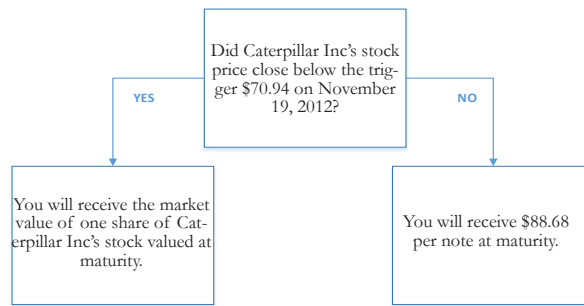 Did Caterpillar Inc's stock
price close below the trig-
ger $70.94 on November
19, 2012?
YES
NO
You will receive the market
value of one share of Cat-
erpillar Inc's stock valued at
maturity.
You will receive $88.68
per note at maturity.